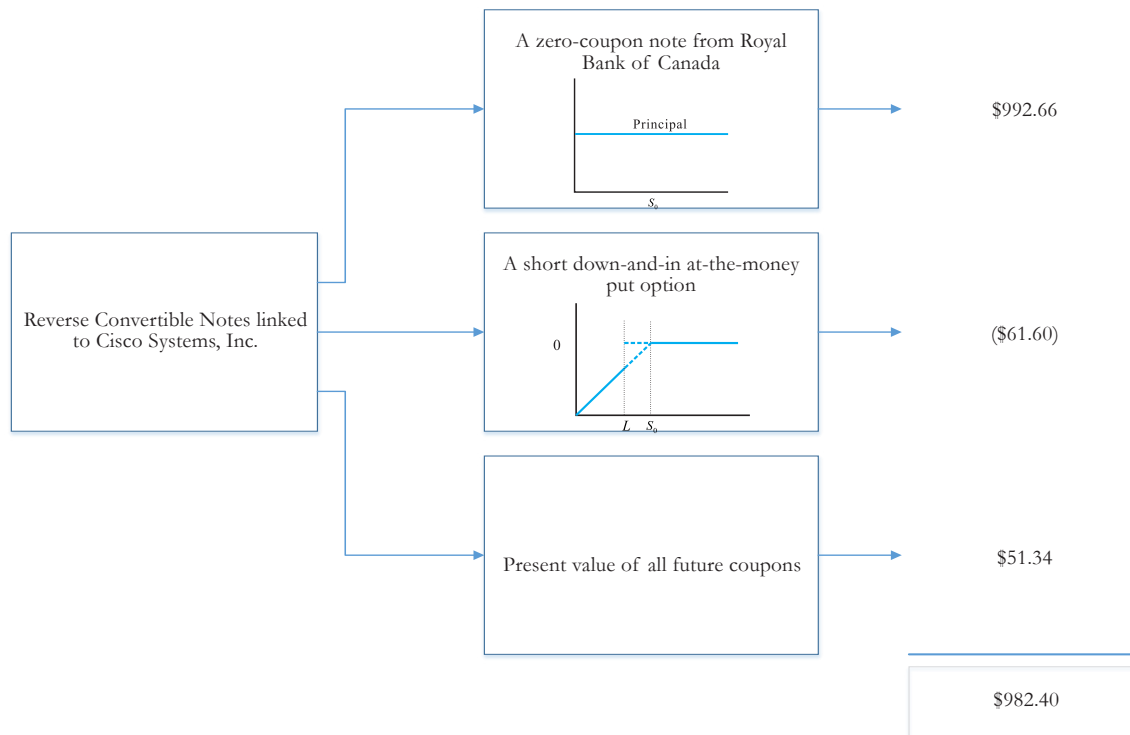 A zero-coupon note from Royal
Bank of Canada
Principal
S₀
$992.66
Reverse Convertible Notes linked
to Cisco Systems, Inc.
A short down-and-in at-the-money
put option
0
L S₀
($61.60)
Present value of all future coupons
$51.34
$982.40